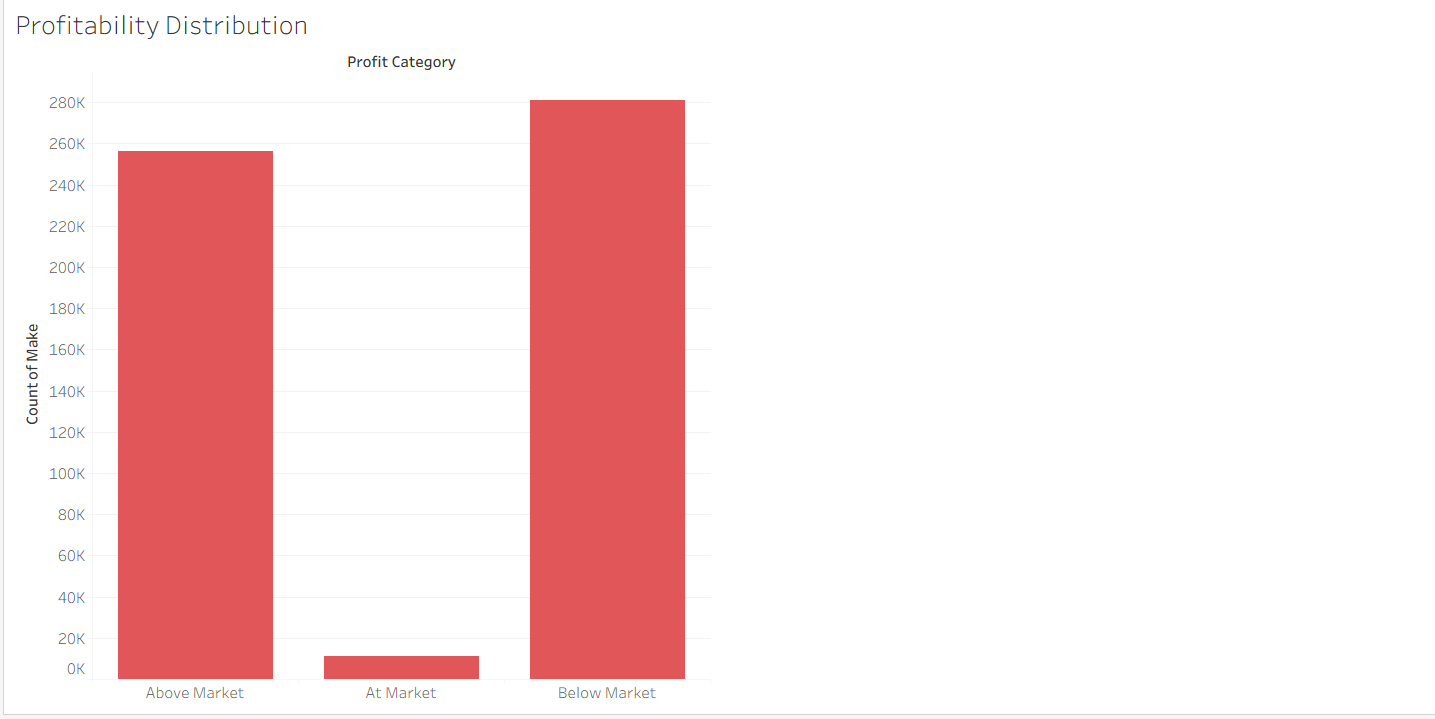 Profitability Distribution
Profit Category
280K
260K
240K
220K
200K
180K
160K
140K
120K
100K
80K
60K
40K
20K
0K
Count of Make
Above Market
At Market
Below Market